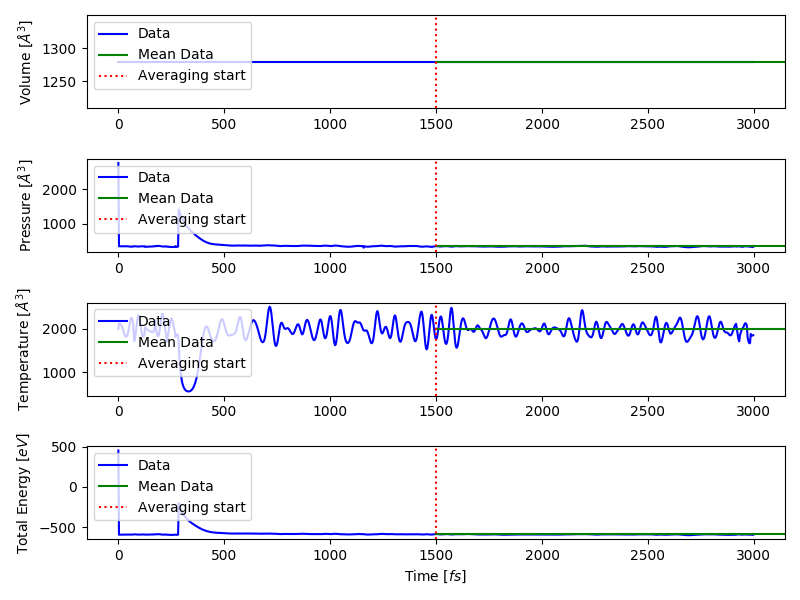 Volume [Å³]
1300
1250
Data
Mean Data
Averaging start
0 500 1000 1500 2000 2500 3000
Pressure [Å³]
2000
1000
Data
Mean Data
Averaging start
0 500 1000 1500 2000 2500 3000
Temperature [Å³]
2000
1000
Data
Mean Data
Averaging start
0 500 1000 1500 2000 2500 3000
Total Energy [eV]
500
0
−500
Data
Mean Data
Averaging start
0 500 1000 1500 2000 2500 3000
Time [fs]